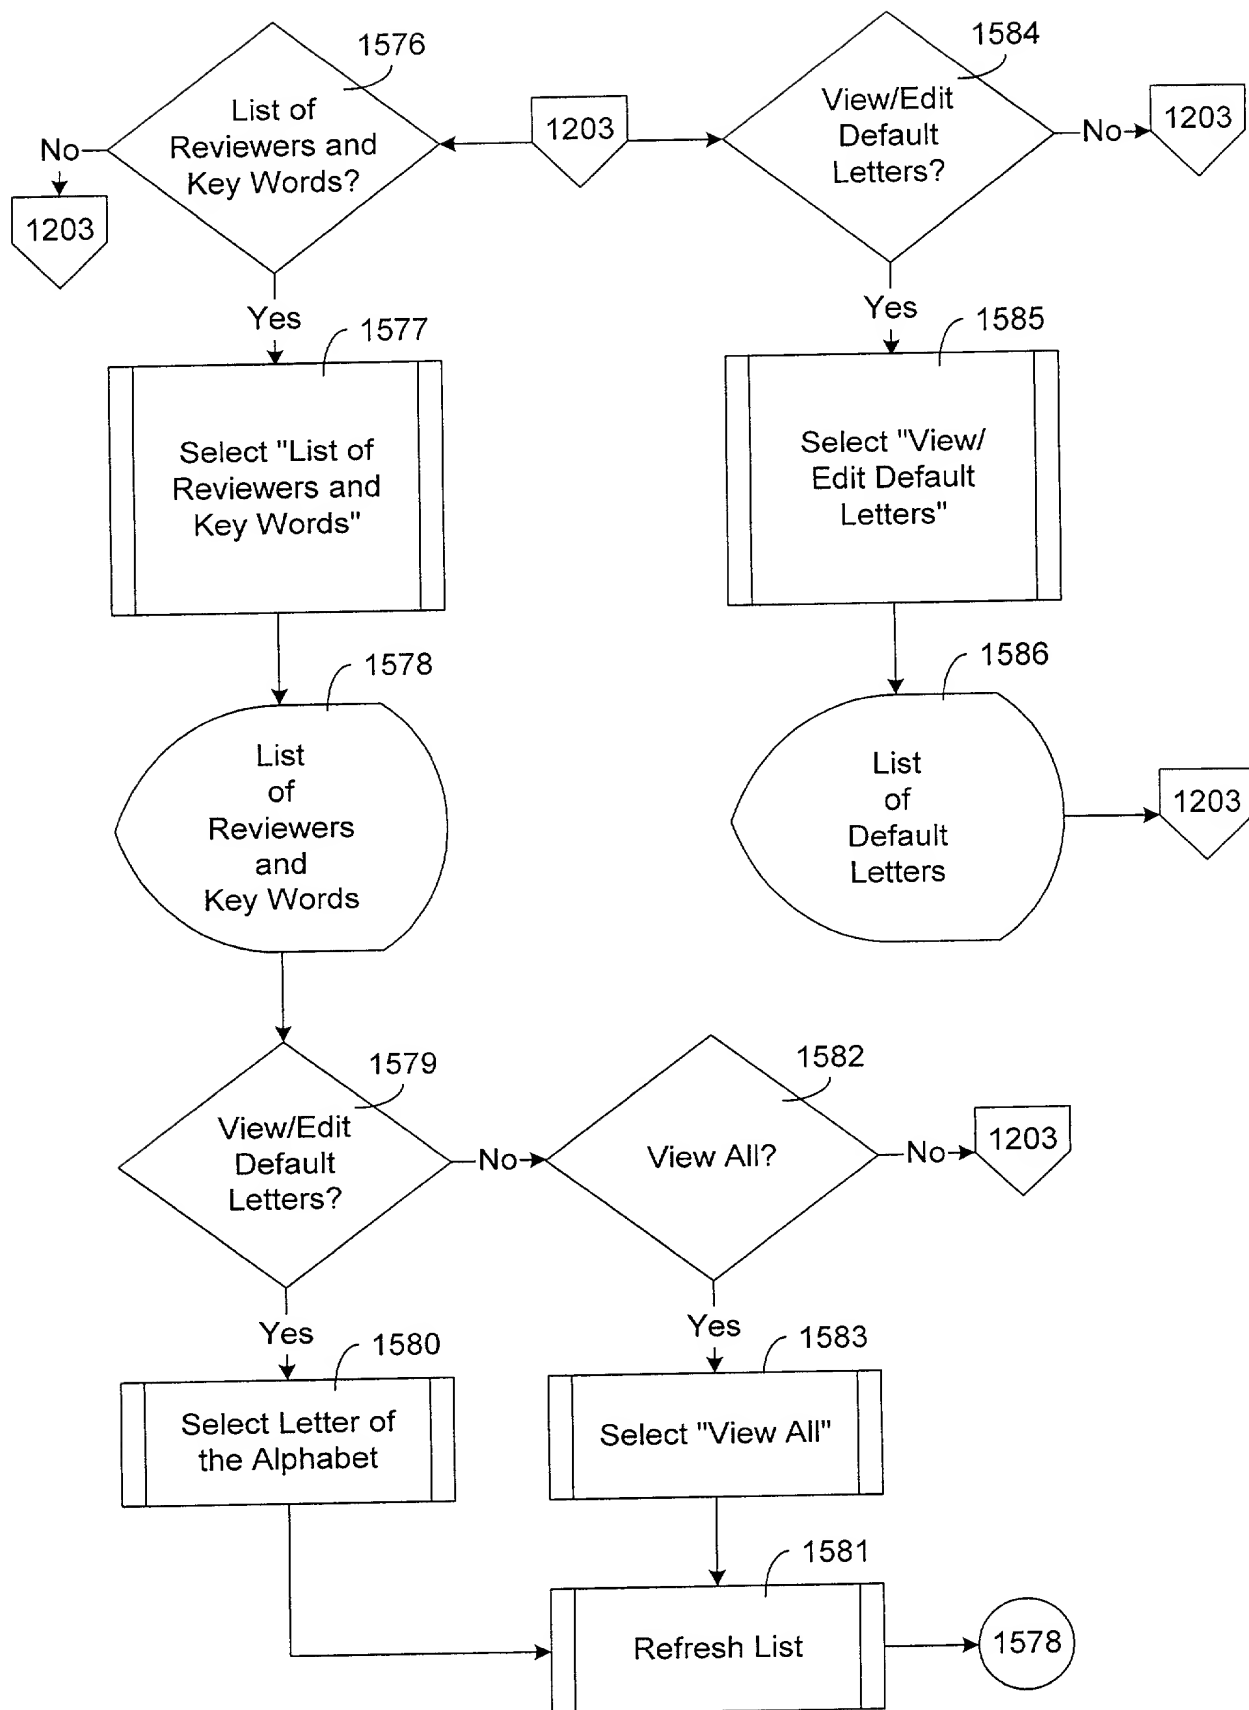 1576
List of
Reviewers and
Key Words?
No
1203
1203
1584
View/Edit
Default
Letters?
No
1203
Yes
1577
Select "List of
Reviewers and
Key Words"
Yes
1585
Select "View/
Edit Default
Letters"
1578
List
of
Reviewers
and
Key Words
1586
List
of
Default
Letters
1203
1579
View/Edit
Default
Letters?
No
1582
View All?
No
1203
Yes
1580
Select Letter of
the Alphabet
Yes
1583
Select "View All"
1581
Refresh List
1578